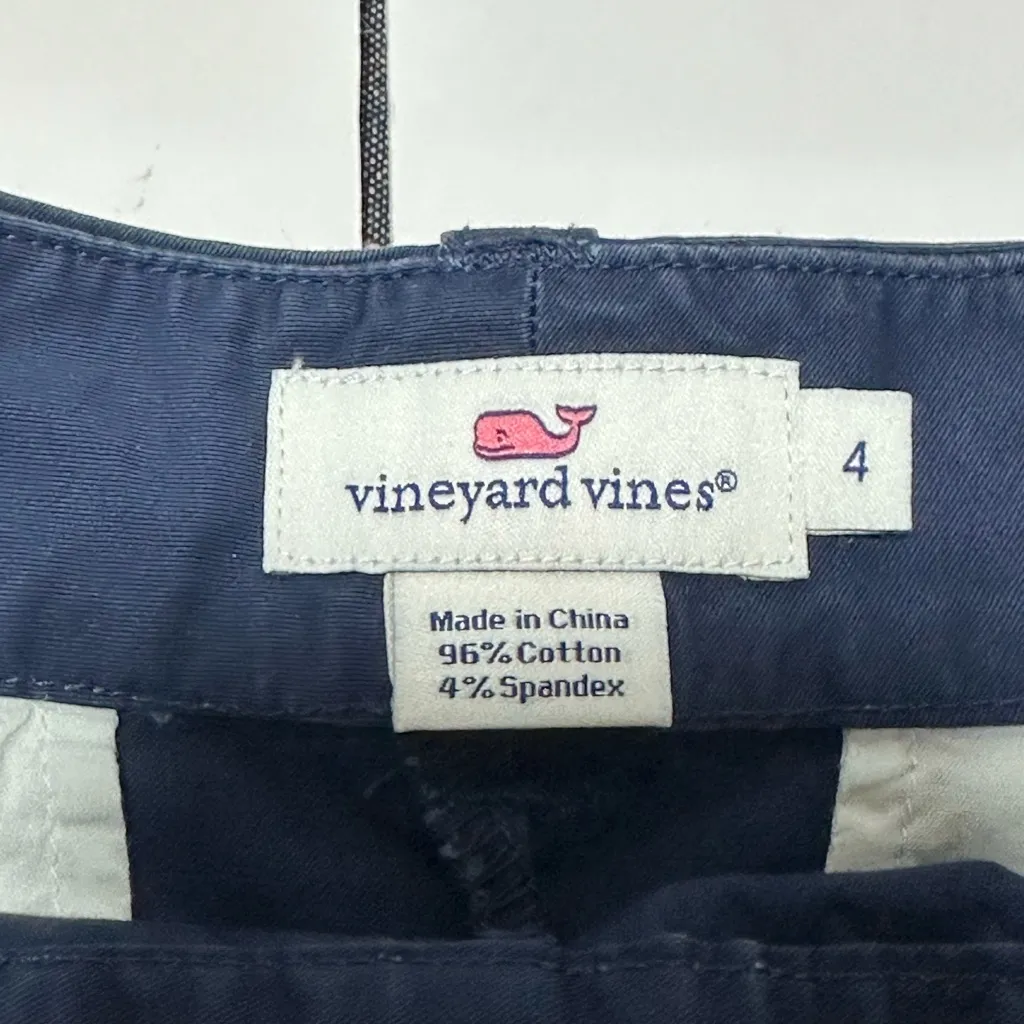 vineyard vines®
4
Made in China
96% Cotton
4% Spandex